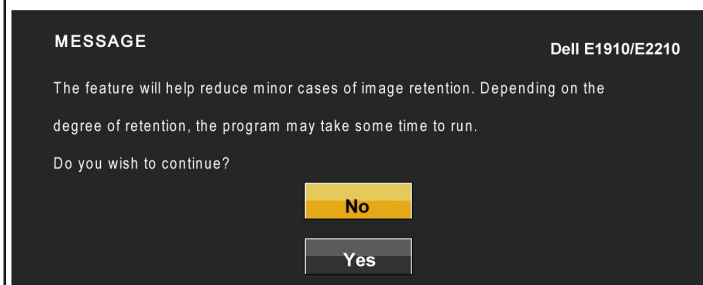 MESSAGE
Dell E1910/E2210
The feature will help reduce minor cases of image retention. Depending on the
degree of retention, the program may take some time to run.
Do you wish to continue?
No
Yes